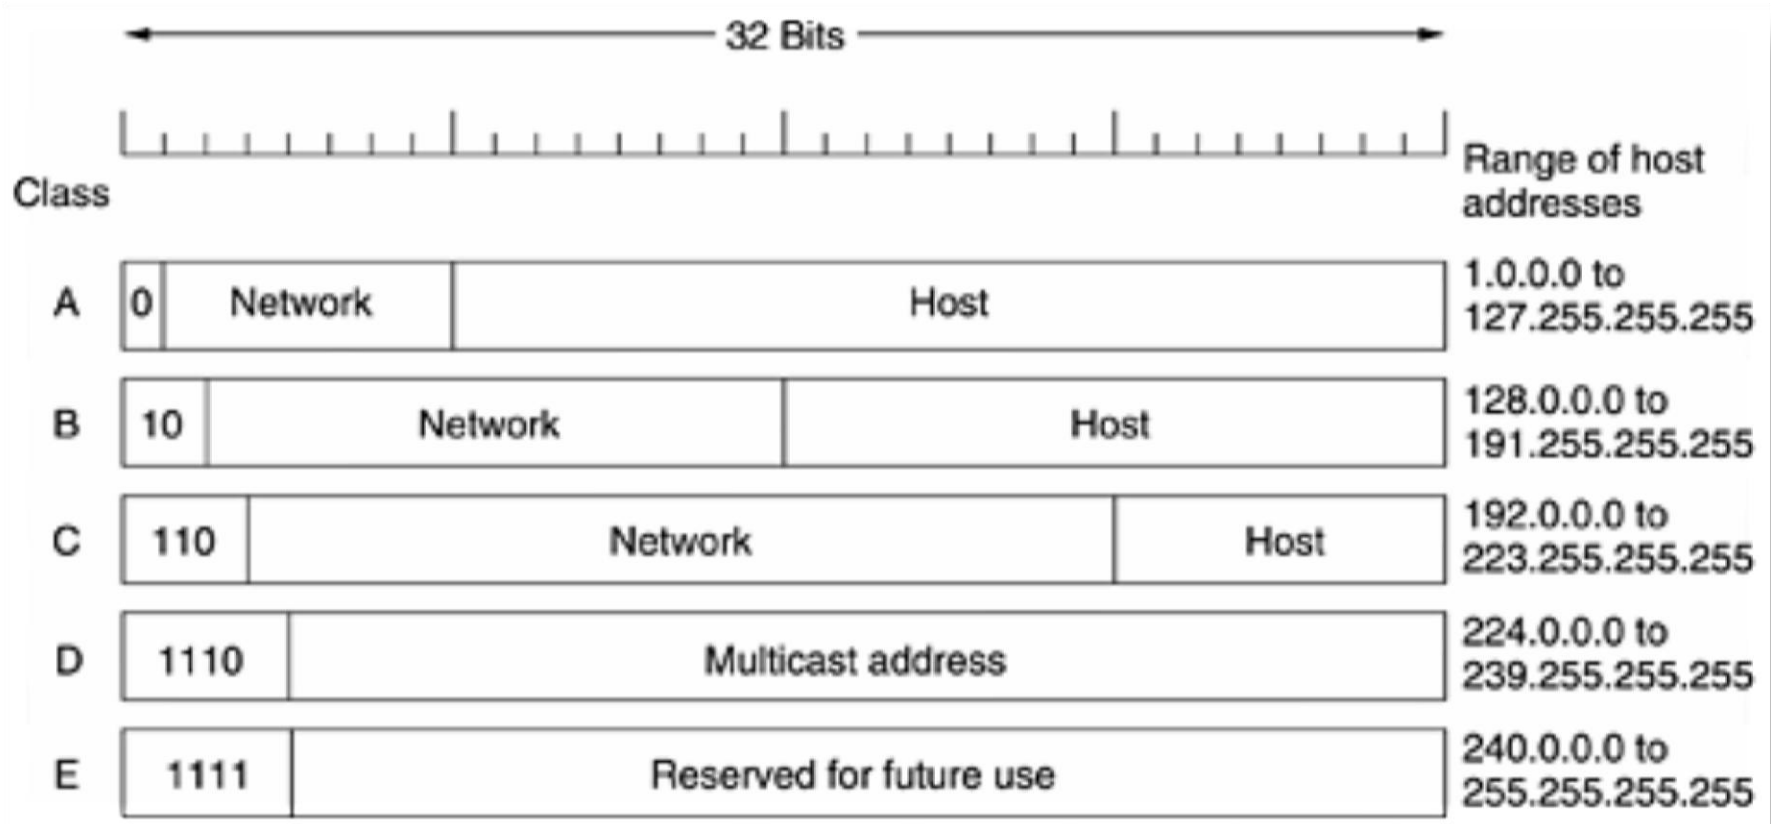 32 Bits
Class
Range of host
addresses
A
0
Network
Host
1.0.0.0 to
127.255.255.255
B
10
Network
Host
128.0.0.0 to
191.255.255.255
C
110
Network
Host
192.0.0.0 to
223.255.255.255
D
1110
Multicast address
224.0.0.0 to
239.255.255.255
E
1111
Reserved for future use
240.0.0.0 to
255.255.255.255